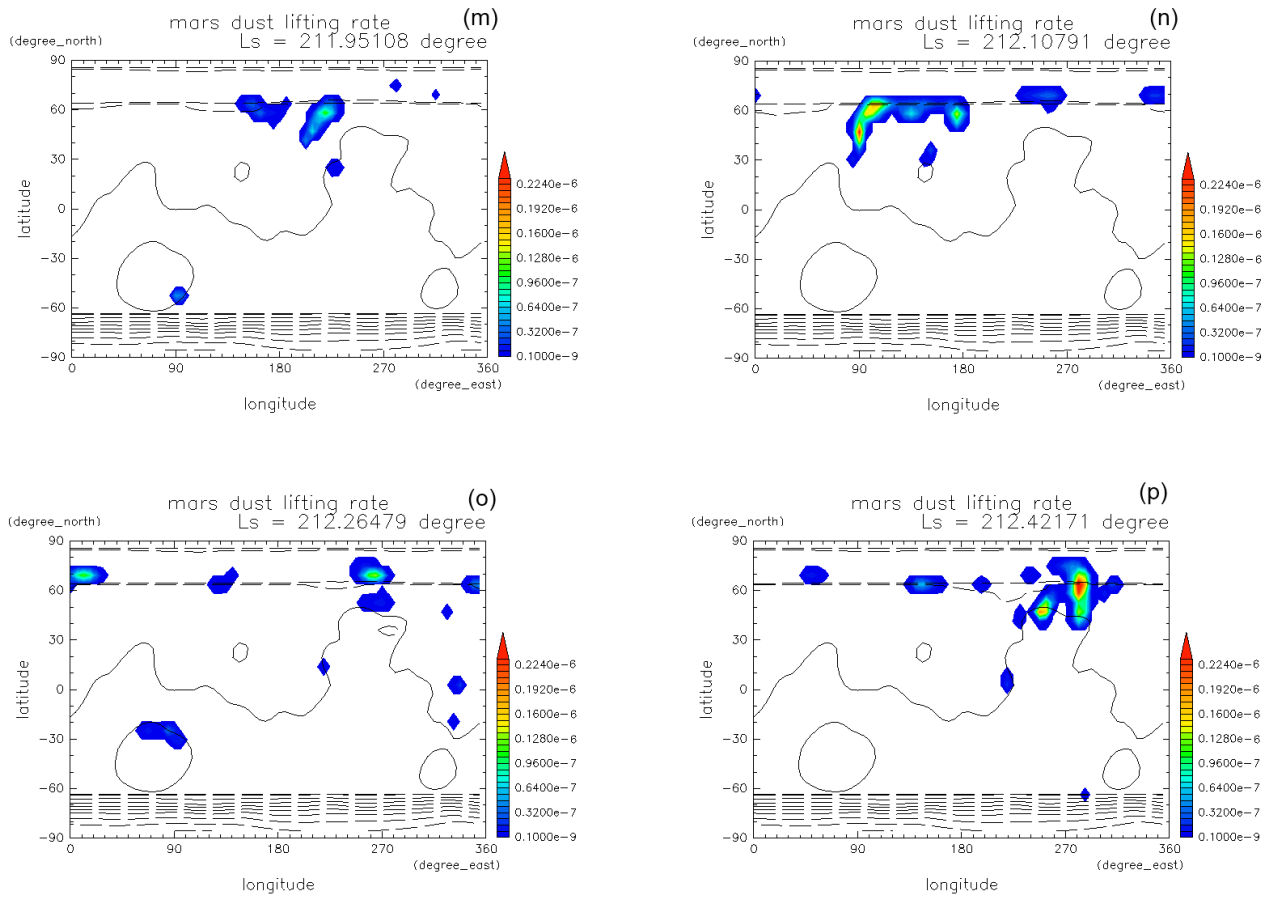 (m)
mars dust lifting rate
(degree_north) Ls = 211.95108 degree
90
60
30
0
−30
−60
−90
latitude
0 90 180 270 360
(degree_east)
longitude
0.2240e−6
0.1920e−6
0.1600e−6
0.1280e−6
0.9600e−7
0.6400e−7
0.3200e−7
0.1000e−9
(n)
mars dust lifting rate
(degree_north) Ls = 212.10791 degree
90
60
30
0
−30
−60
−90
latitude
0 90 180 270 360
(degree_east)
longitude
0.2240e−6
0.1920e−6
0.1600e−6
0.1280e−6
0.9600e−7
0.6400e−7
0.3200e−7
0.1000e−9
(o)
mars dust lifting rate
(degree_north) Ls = 212.26479 degree
90
60
30
0
−30
−60
−90
latitude
0 90 180 270 360
(degree_east)
longitude
0.2240e−6
0.1920e−6
0.1600e−6
0.1280e−6
0.9600e−7
0.6400e−7
0.3200e−7
0.1000e−9
(p)
mars dust lifting rate
(degree_north) Ls = 212.42171 degree
90
60
30
0
−30
−60
−90
latitude
0 90 180 270 360
(degree_east)
longitude
0.2240e−6
0.1920e−6
0.1600e−6
0.1280e−6
0.9600e−7
0.6400e−7
0.3200e−7
0.1000e−9